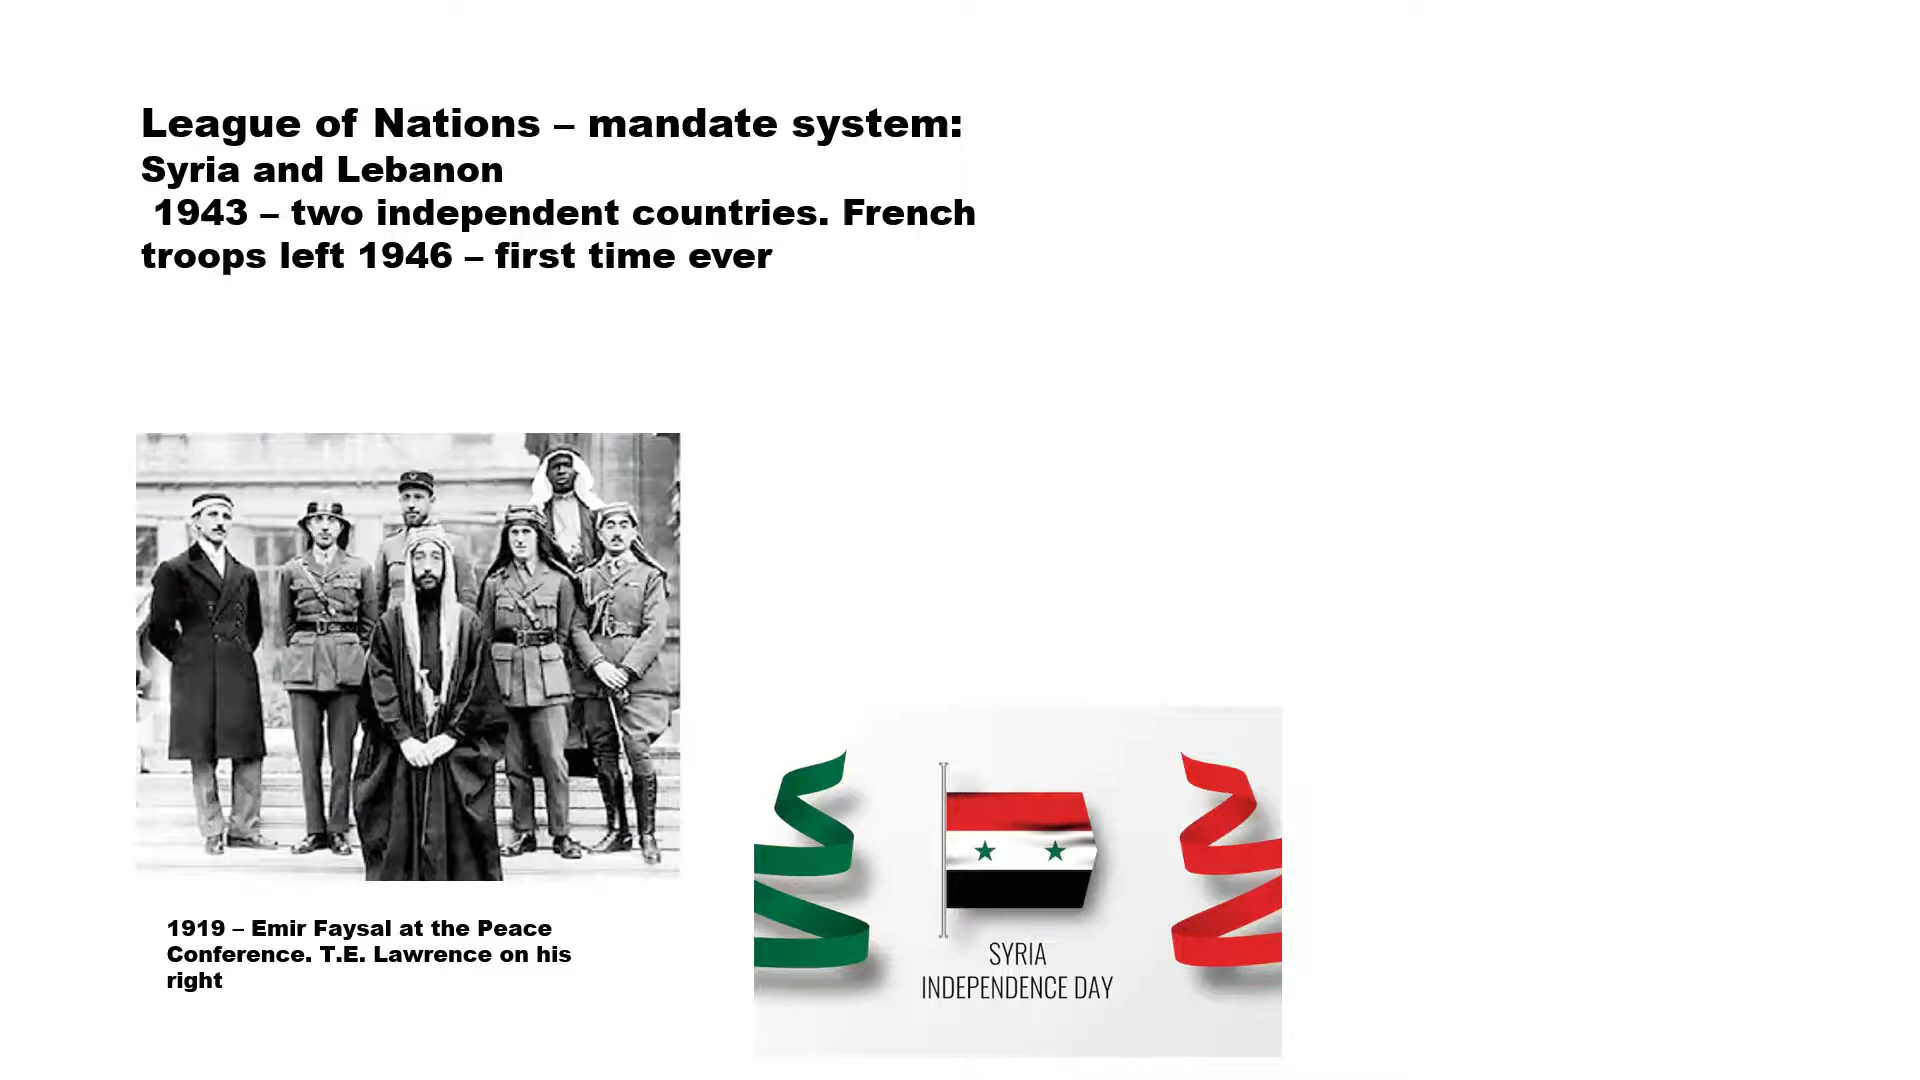 League of Nations – mandate system:
Syria and Lebanon
1943 – two independent countries. French
troops left 1946 – first time ever
1919 – Emir Faysal at the Peace
Conference. T.E. Lawrence on his
right
SYRIA
INDEPENDENCE DAY